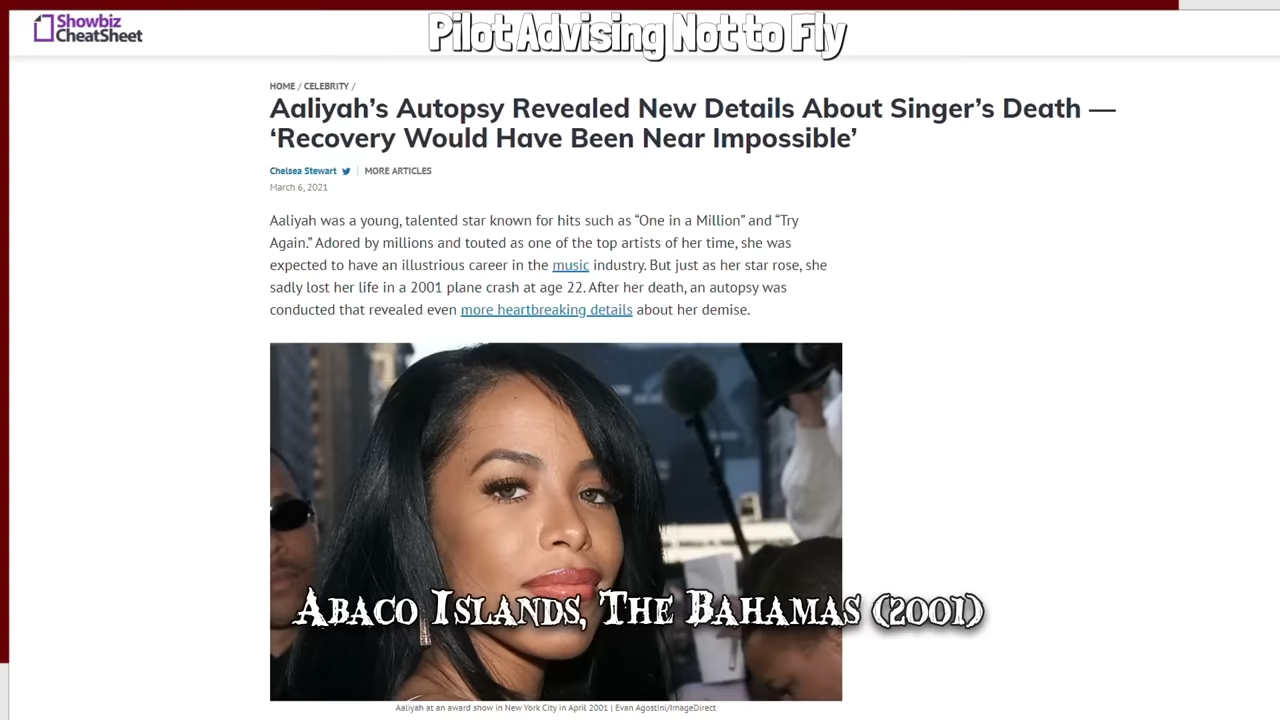 Showbiz
CheatSheet
Pilot Advising Not to Fly
HOME / CELEBRITY /
Aaliyah's Autopsy Revealed New Details About Singer's Death —
'Recovery Would Have Been Near Impossible'
Chelsea Stewart | MORE ARTICLES
March 6, 2021
Aaliyah was a young, talented star known for hits such as “One in a Million” and “Try
Again.” Adored by millions and touted as one of the top artists of her time, she was
expected to have an illustrious career in the music industry. But just as her star rose, she
sadly lost her life in a 2001 plane crash at age 22. After her death, an autopsy was
conducted that revealed even more heartbreaking details about her demise.
Abaco Islands, The Bahamas (2001)
Aaliyah at an award show in New York City in April 2001 | Evan Agostini/ImageDirect